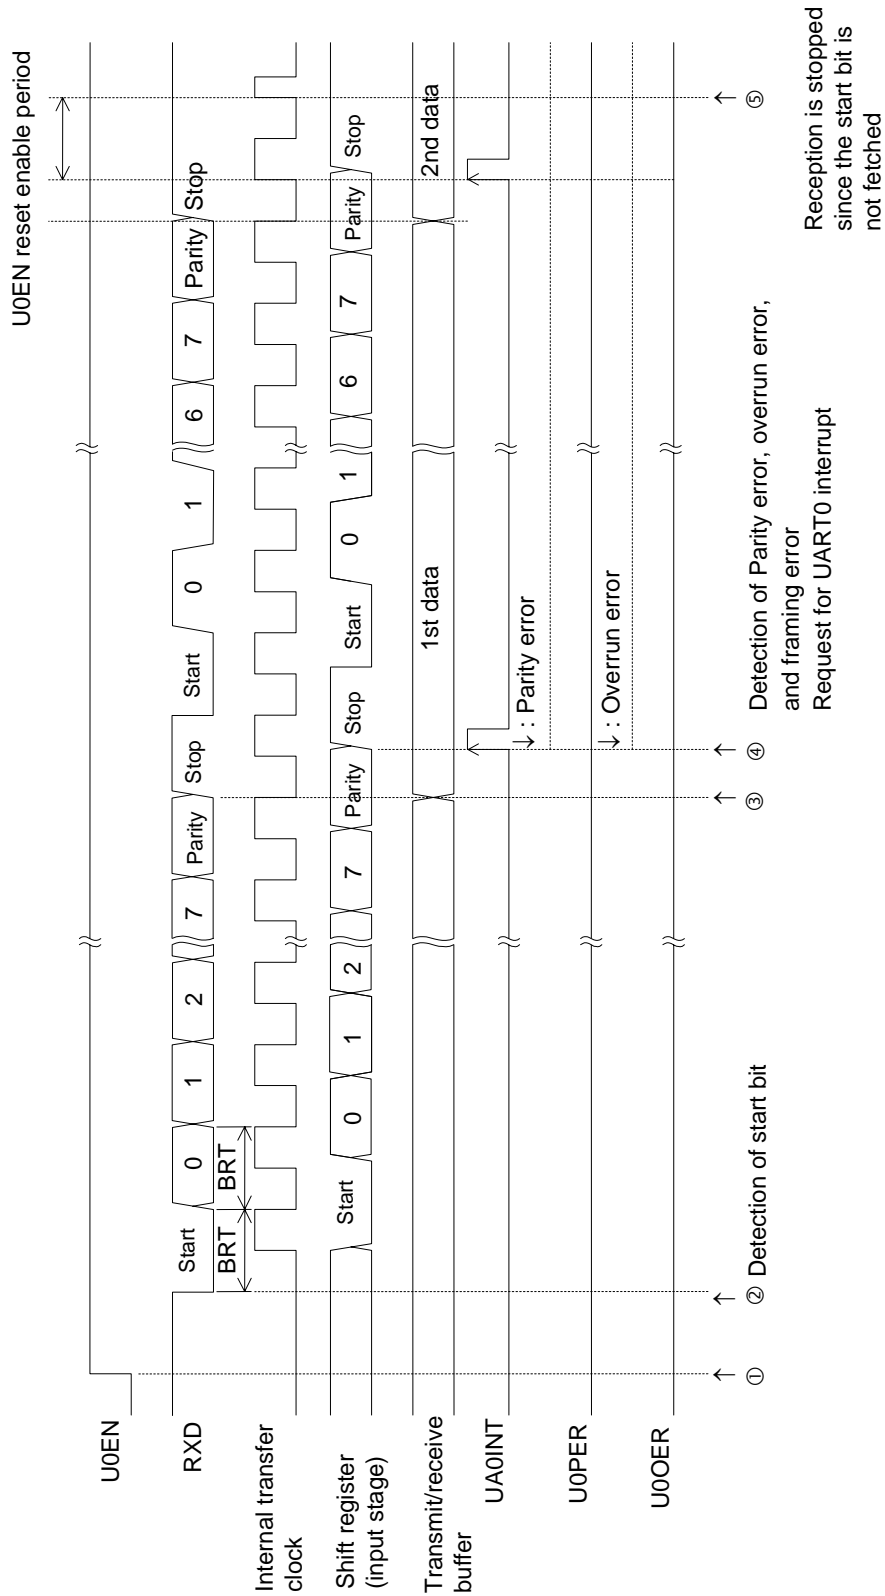 U0EN reset enable period
U0EN
RXD
Start
0
1
2
7
Parity
Stop
Start
0
1
6
7
Parity
Stop
BRT
BRT
Internal transfer
clock
Shift register
(input stage)
Start
0
1
2
7
Parity
Stop
Start
0
1
6
7
Parity
Stop
Transmit/receive
buffer
1st data
2nd data
UA0INT
↓ : Parity error
U0PER
↓ : Overrun error
U0OER
①
② Detection of start bit
③
④
Detection of Parity error, overrun error,
and framing error
Request for UART0 interrupt
⑤
Reception is stopped
since the start bit is
not fetched